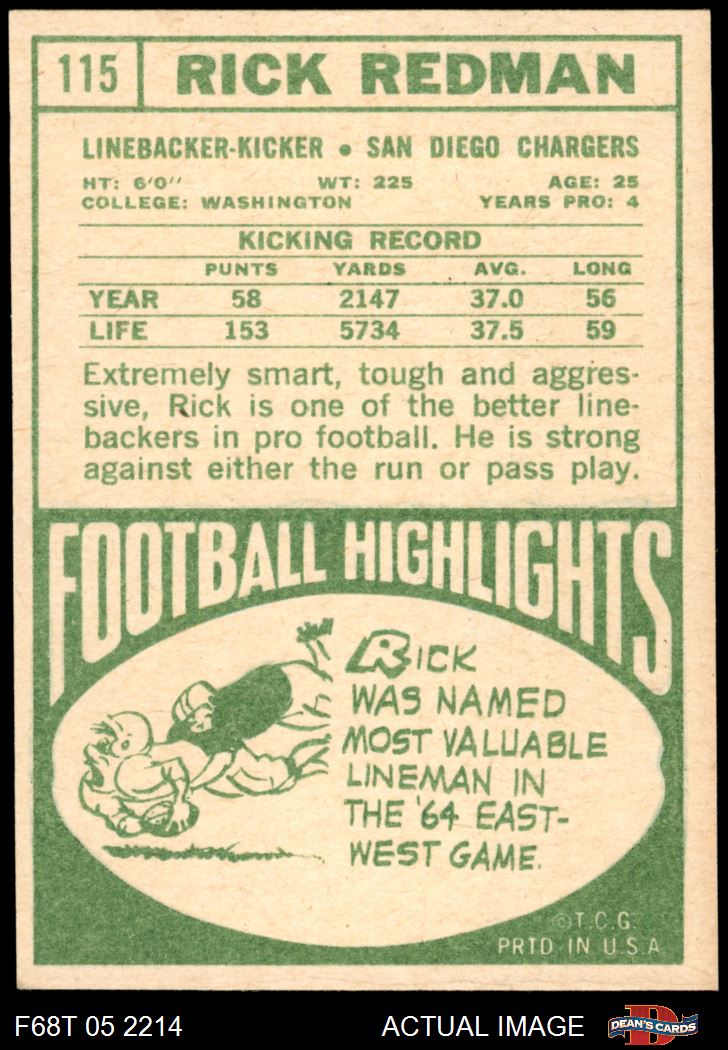 115 RICK REDMAN
LINEBACKER-KICKER • SAN DIEGO CHARGERS
HT: 6'0'' WT: 225 AGE: 25
COLLEGE: WASHINGTON YEARS PRO: 4
KICKING RECORD
PUNTS YARDS AVG. LONG
YEAR 58 2147 37.0 56
LIFE 153 5734 37.5 59
Extremely smart, tough and aggres-
sive, Rick is one of the better line-
backers in pro football. He is strong
against either the run or pass play.
FOOTBALL HIGHLIGHTS
RICK
WAS NAMED
MOST VALUABLE
LINEMAN IN
THE '64 EAST-
WEST GAME.
©T.C.G.
PRTD IN U.S.A
F68T 05 2214 ACTUAL IMAGE D DEAN'S CARDS